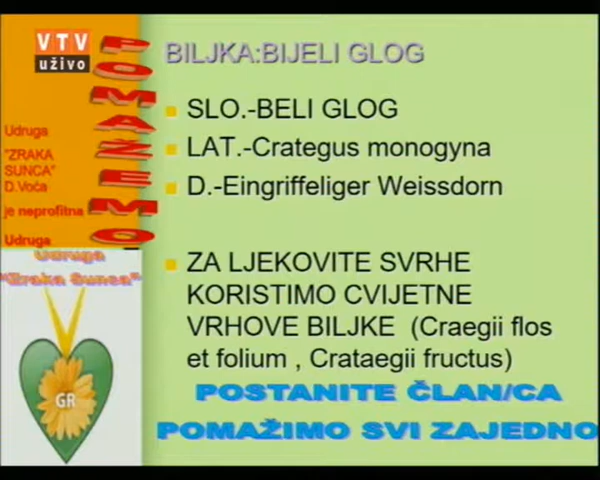 VTV
uživo
POMAŽEMO
Udruga
"ZRAKA
SUNCA"
D.Voća
je neprofitna
Udruga
Udruga
"Zraka Sunca"
GR
BILJKA:BIJELI GLOG
SLO.-BELI GLOG
LAT.-Crategus monogyna
D.-Eingriffeliger Weissdorn
ZA LJEKOVITE SVRHE
KORISTIMO CVIJETNE
VRHOVE BILJKE (Craegii flos
et folium , Crataegii fructus)
POSTANITE ČLAN/CA
POMAŽIMO SVI ZAJEDNO